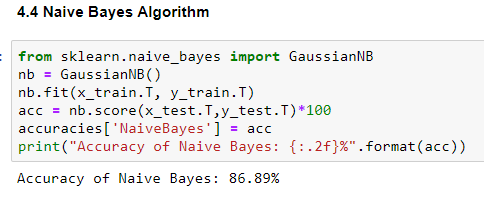 4.4 Naive Bayes Algorithm
: from sklearn.naive_bayes import GaussianNB
nb = GaussianNB()
nb.fit(x_train.T, y_train.T)
acc = nb.score(x_test.T,y_test.T)*100
accuracies['NaiveBayes'] = acc
print("Accuracy of Naive Bayes: {:.2f}%".format(acc))
Accuracy of Naive Bayes: 86.89%